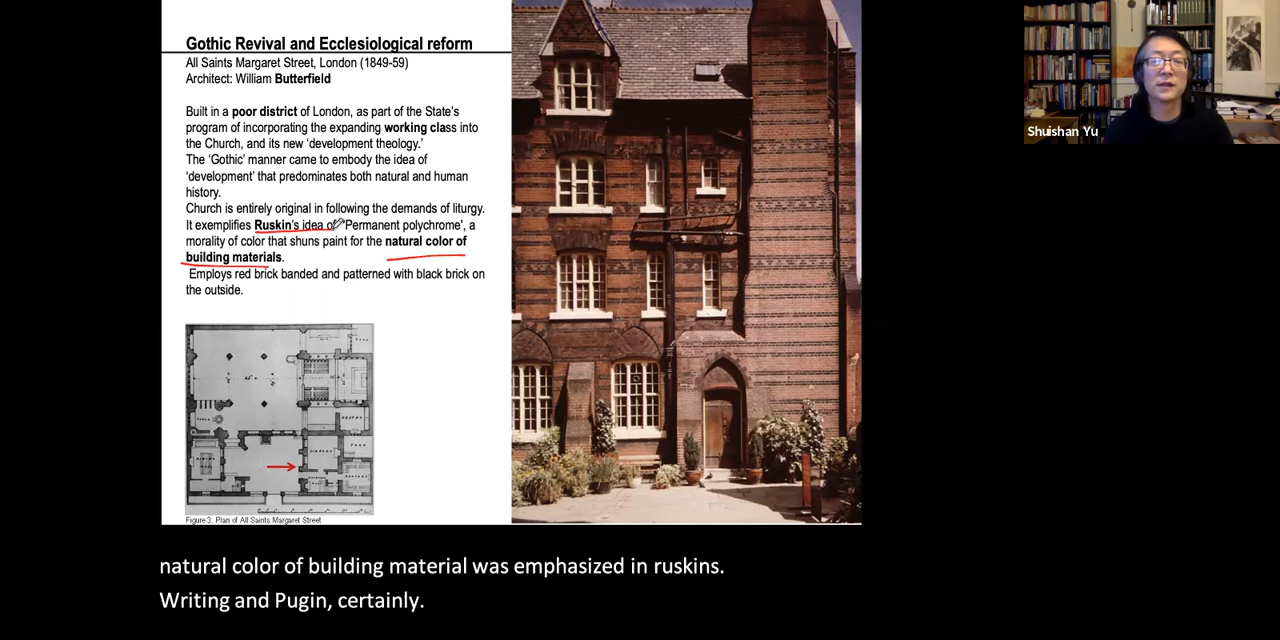 Gothic Revival and Ecclesiological reform
All Saints Margaret Street, London (1849-59)
Architect: William Butterfield
Built in a poor district of London, as part of the State's
program of incorporating the expanding working class into
the Church, and its new 'development theology.'
The 'Gothic' manner came to embody the idea of
'development' that predominates both natural and human
history.
Church is entirely original in following the demands of liturgy.
It exemplifies Ruskin's idea of 'Permanent polychrome', a
morality of color that shuns paint for the natural color of
building materials.
Employs red brick banded and patterned with black brick on
the outside.
Figure 3. Plan of All Saints Margaret Street
Shuishan Yu
natural color of building material was emphasized in ruskins.
Writing and Pugin, certainly.